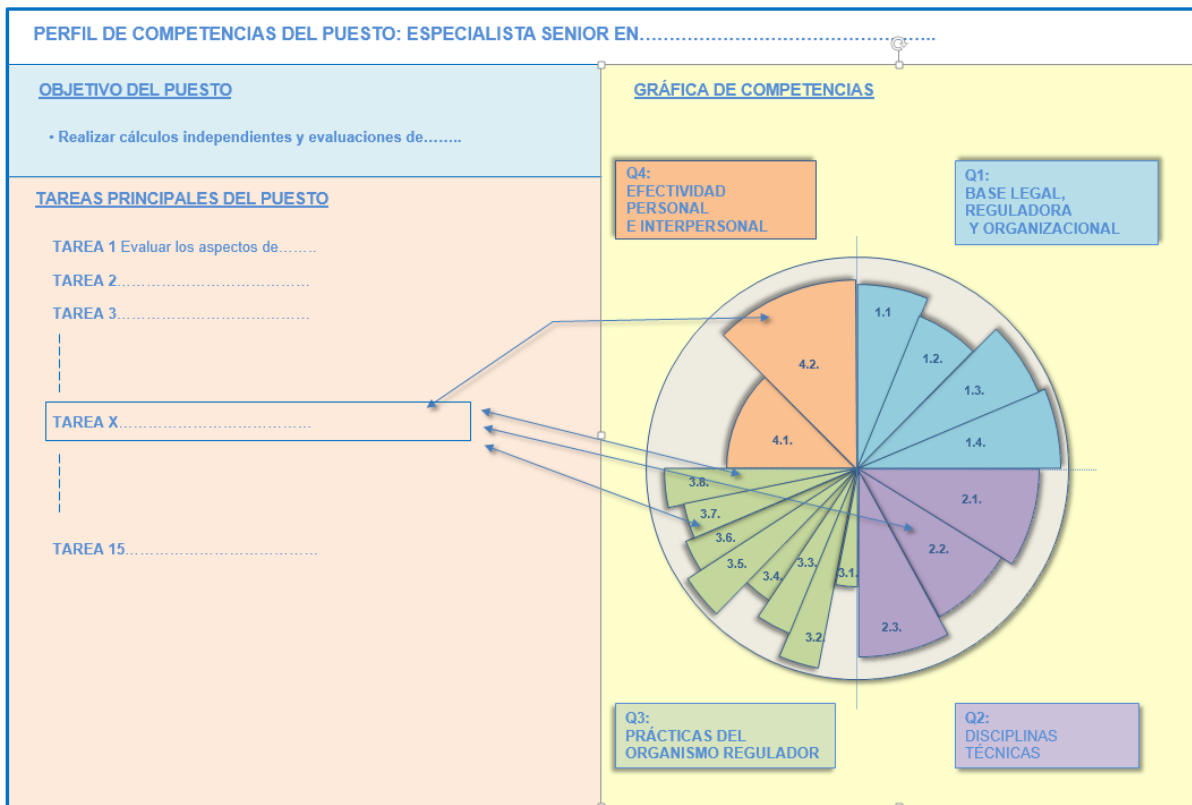 PERFIL DE COMPETENCIAS DEL PUESTO: ESPECIALISTA SENIOR EN……………………………………………..
OBJETIVO DEL PUESTO
• Realizar cálculos independientes y evaluaciones de……..
TAREAS PRINCIPALES DEL PUESTO
TAREA 1 Evaluar los aspectos de……..
TAREA 2…………………………………
TAREA 3…………………………………
TAREA X…………………………………
TAREA 15…………………………………
GRÁFICA DE COMPETENCIAS
Q4:
EFECTIVIDAD
PERSONAL
E INTERPERSONAL
Q1:
BASE LEGAL,
REGULADORA
Y ORGANIZACIONAL
1.1
1.2.
1.3.
1.4.
2.1.
2.2.
2.3.
3.1.
3.2.
3.3.
3.4.
3.5.
3.6.
3.7.
3.8.
4.1.
4.2.
Q3:
PRÁCTICAS DEL
ORGANISMO REGULADOR
Q2:
DISCIPLINAS
TÉCNICAS